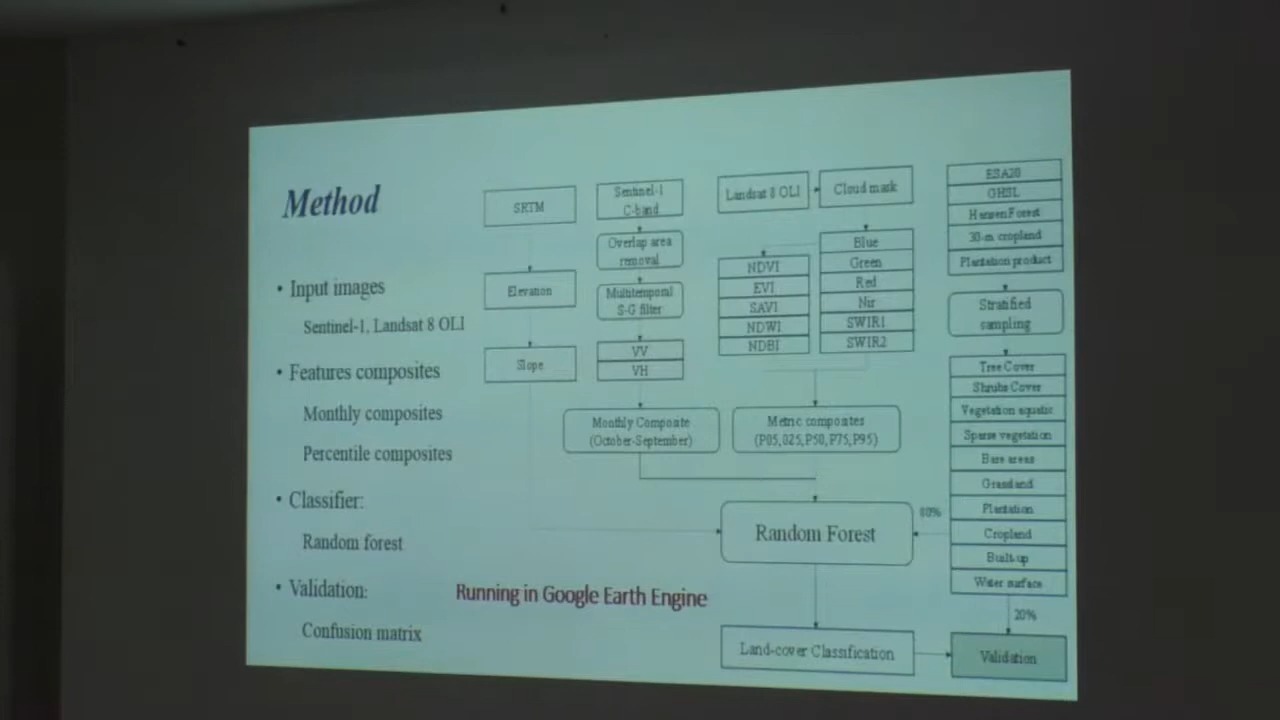 Method
• Input images
Sentinel-1, Landsat 8 OLI
• Features composites
Monthly composites
Percentile composites
• Classifier:
Random forest
• Validation:
Confusion matrix
Running in Google Earth Engine
SRTM
Elevation
Slope
Sentinel-1
C-band
Overlap area
removal
Multitemporal
S-G filter
VV
VH
Monthly Composite
(October-September)
Landsat 8 OLI
Cloud mask
NDVI
EVI
SAVI
NDWI
NDBI
Blue
Green
Red
Nir
SWIR1
SWIR2
Metric composites
(P05,025,P50,P75,P95)
Random Forest
Land-cover Classification
ESA20
GHSL
Hansen Forest
30-m cropland
Plantation product
Stratified
sampling
Tree Cover
Shrubs Cover
Vegetation aquatic
Sparse vegetation
Bare areas
Grassland
Plantation
Cropland
Built-up
Water surface
80%
20%
Validation